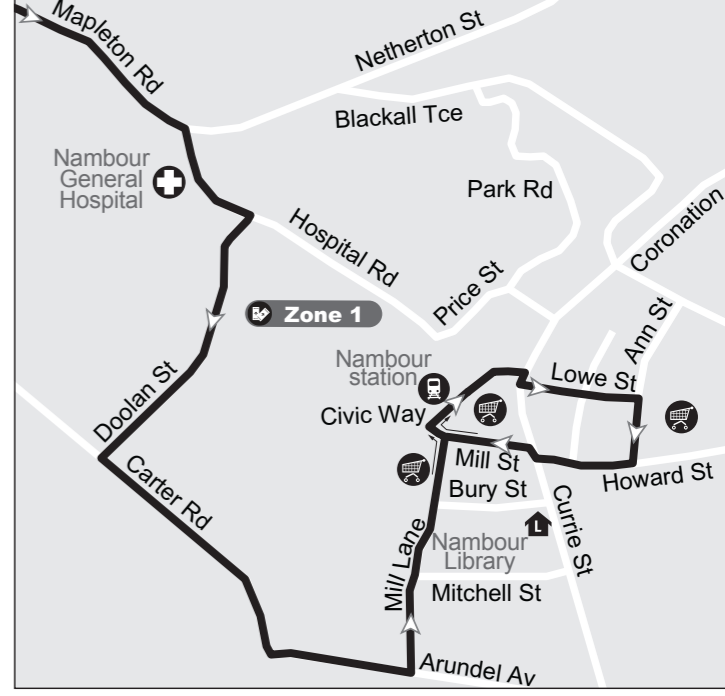 Mapleton Rd
Netherton St
Blackall Tce
Nambour
General
Hospital
Park Rd
Coronation
Hospital Rd
Price St
Zone 1
Ann St
Nambour
station
Lowe St
Doolan St
Civic Way
Mill St
Howard St
Carter Rd
Bury St
Currie St
L
Mill Lane
Nambour
Library
Mitchell St
Arundel Av